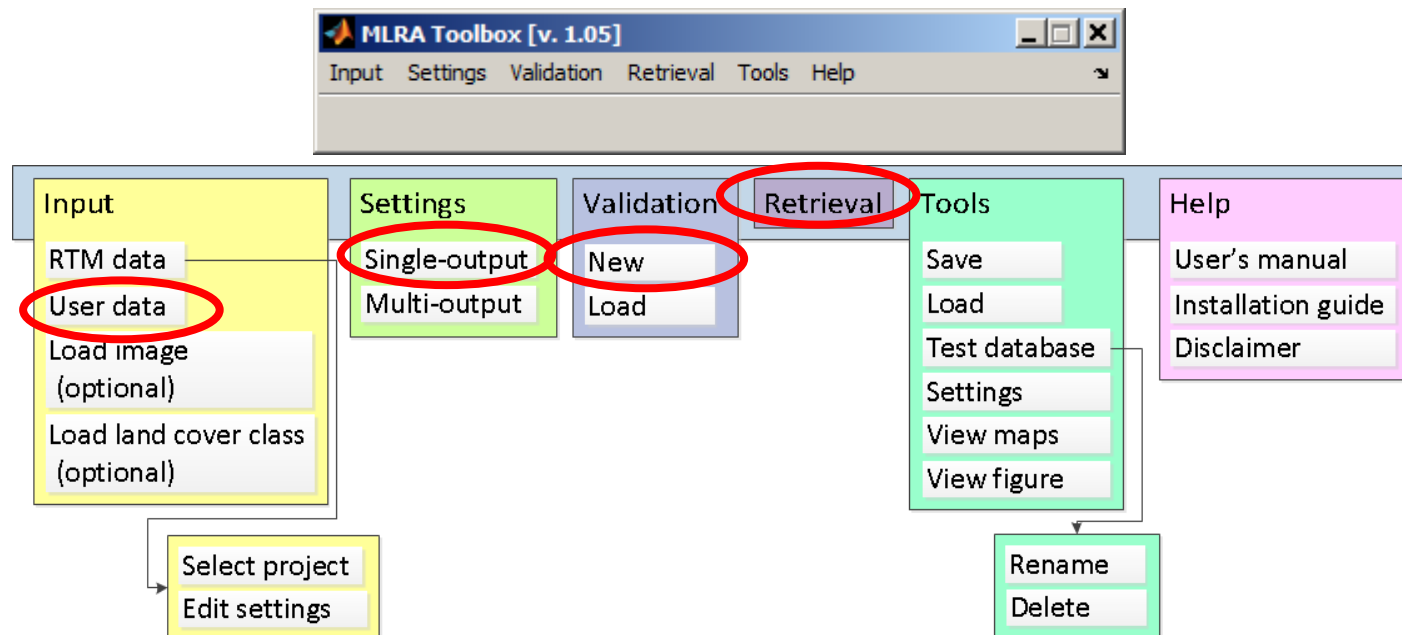 MLRA Toolbox [v. 1.05]
Input Settings Validation Retrieval Tools Help
Input
RTM data
User data
Load image
(optional)
Load land cover class
(optional)
Select project
Edit settings
Settings
Single-output
Multi-output
Validation
New
Load
Retrieval
Tools
Save
Load
Test database
Settings
View maps
View figure
Rename
Delete
Help
User's manual
Installation guide
Disclaimer